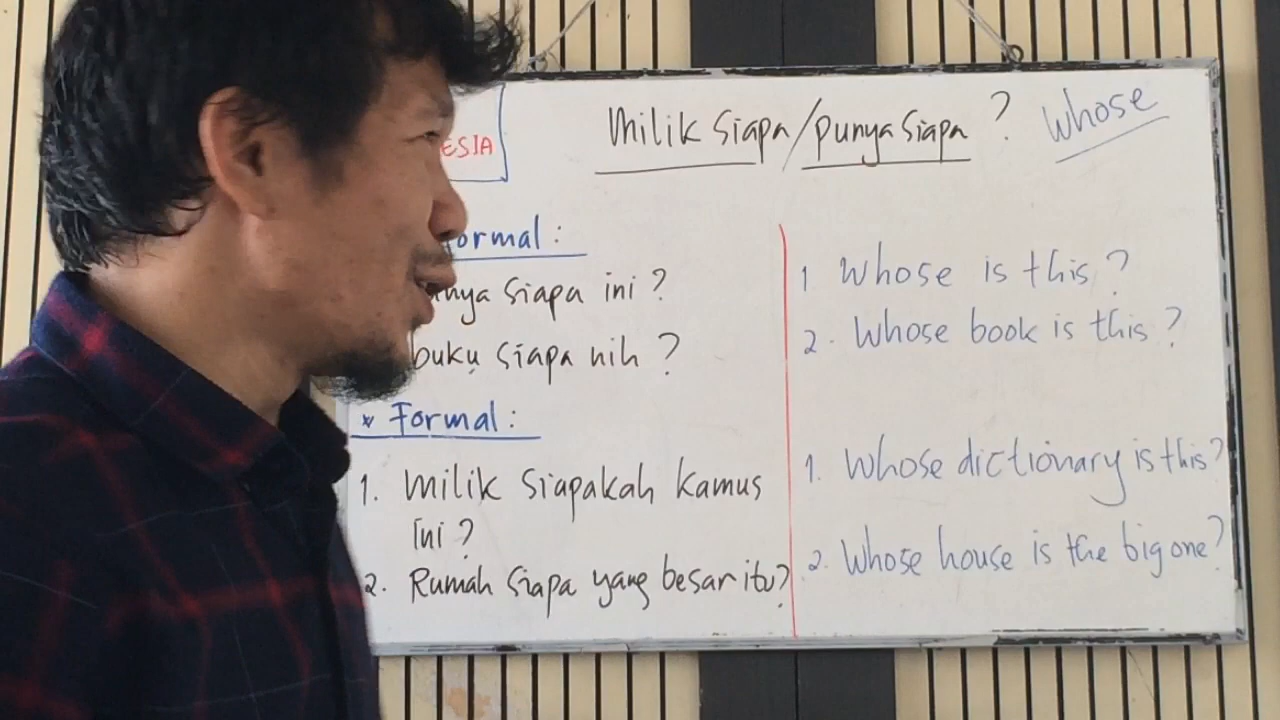 ESIA
Milik Siapa/punya Siapa ? Whose
ormal :
nya Siapa ini ?
buku Siapa nih ?
* Formal :
1. Milik Siapakah kamus
Ini ?
2. Rumah Siapa yang besar itu?
1 Whose is this ?
2. Whose book is this ?
1. Whose dictionary is this?
2. Whose house is the big one?